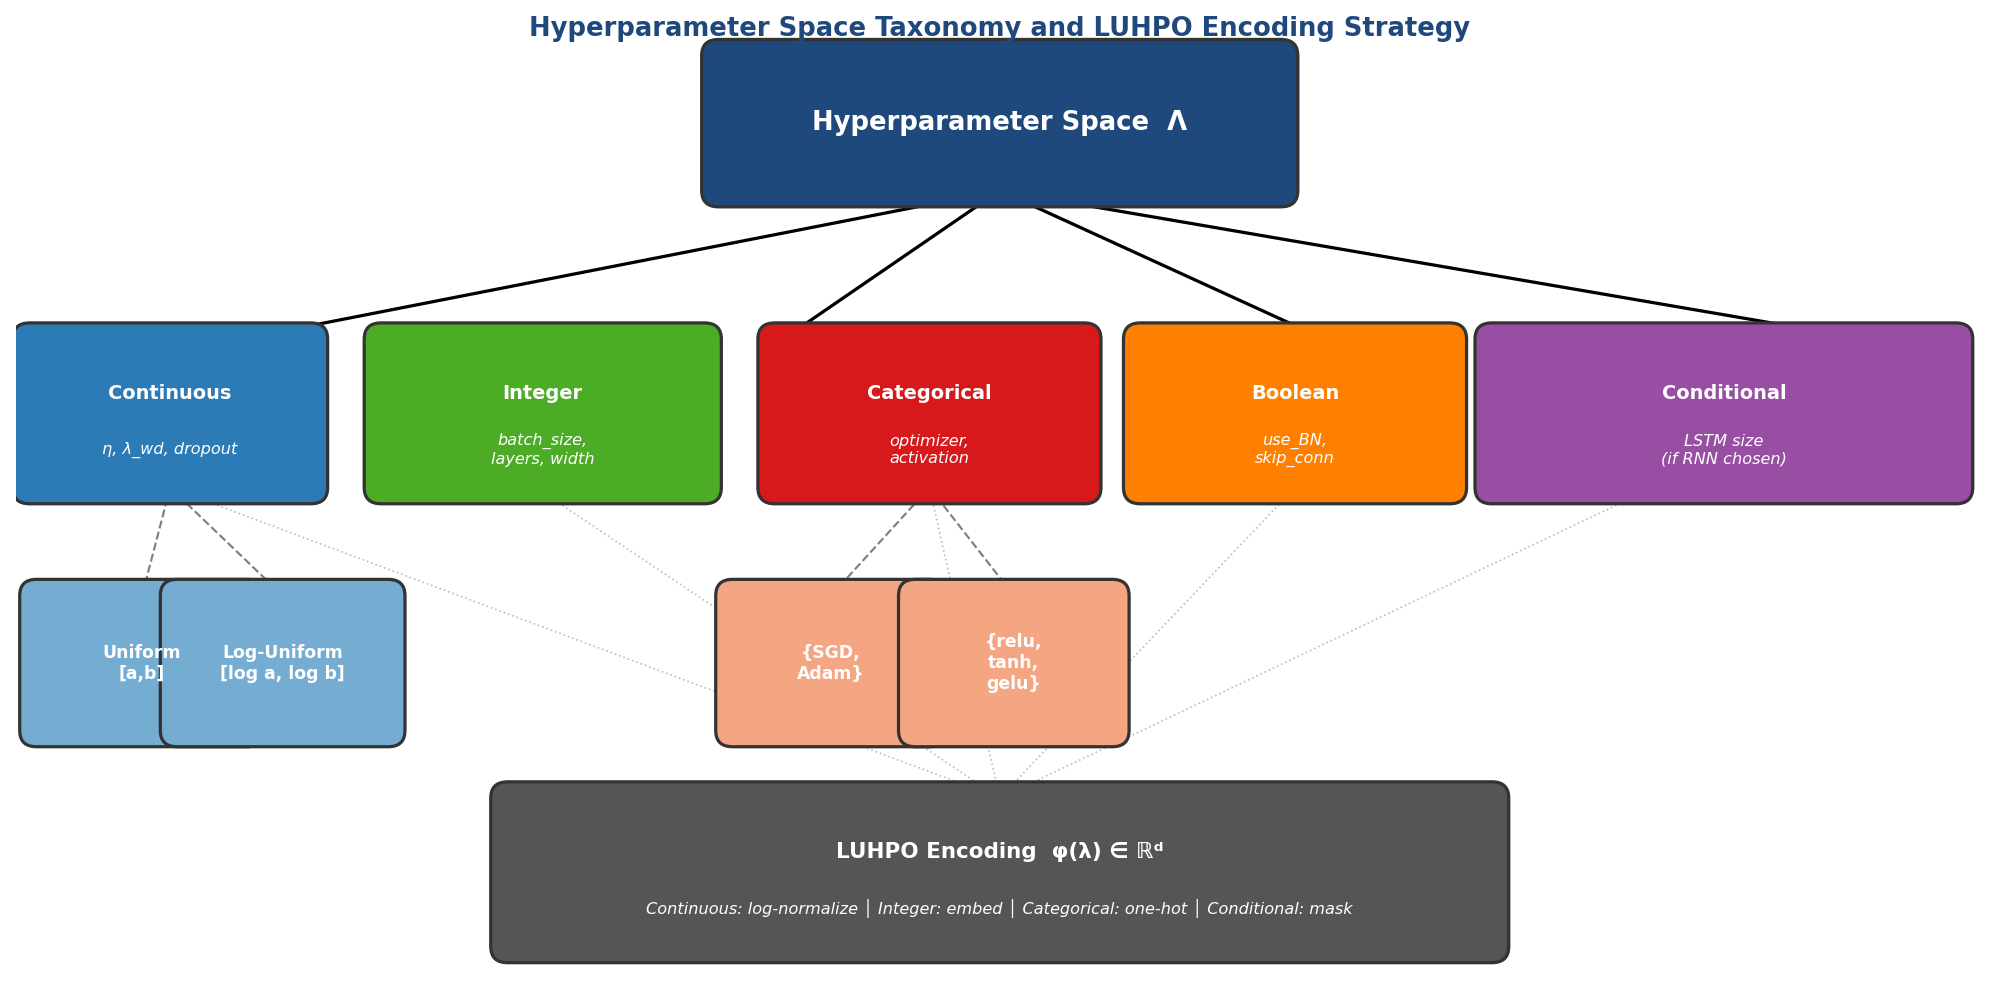 Hyperparameter Space Taxonomy and LUHPO Encoding Strategy
Hyperparameter Space  Λ
Continuous
η, λ_wd, dropout
Integer
batch_size,
layers, width
Categorical
optimizer,
activation
Boolean
use_BN,
skip_conn
Conditional
LSTM size
(if RNN chosen)
Uniform
[a,b]
Log-Uniform
[log a, log b]
{SGD,
Adam}
{relu,
tanh,
gelu}
LUHPO Encoding  φ(λ) ∈ ℝᵈ
Continuous: log-normalize │ Integer: embed │ Categorical: one-hot │ Conditional: mask